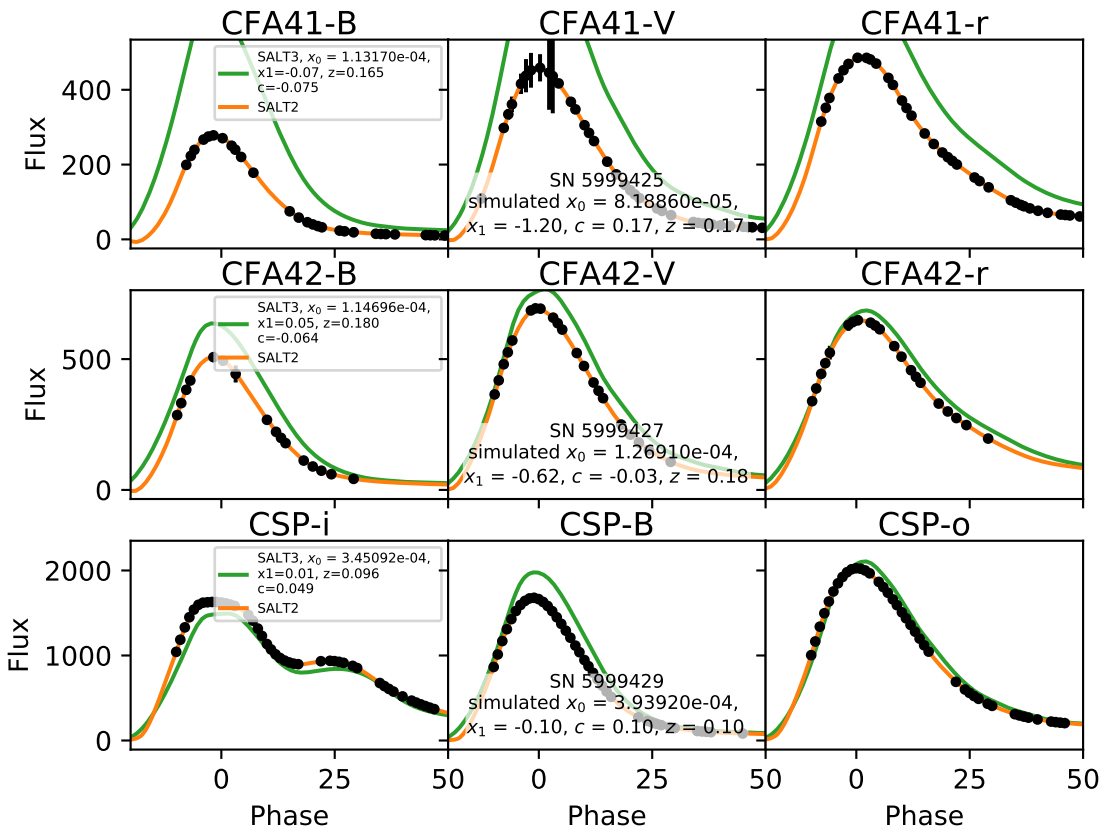 CFA41-B CFA41-V CFA41-r
SALT3, x₀ = 1.13170e-04,
x1=-0.07, z=0.165
c=-0.075
SALT2
400
200
0
Flux
SN 5999425
simulated x₀ = 8.18860e-05,
x₁ = -1.20, c = 0.17, z = 0.17
CFA42-B CFA42-V CFA42-r
SALT3, x₀ = 1.14696e-04,
x1=0.05, z=0.180
c=-0.064
SALT2
500
0
Flux
SN 5999427
simulated x₀ = 1.26910e-04,
x₁ = -0.62, c = -0.03, z = 0.18
CSP-i CSP-B CSP-o
SALT3, x₀ = 3.45092e-04,
x1=0.01, z=0.096
c=0.049
SALT2
2000
1000
0
Flux
SN 5999429
simulated x₀ = 3.93920e-04,
x₁ = -0.10, c = 0.10, z = 0.10
0 25 50 0 25 50 0 25 50
Phase Phase Phase